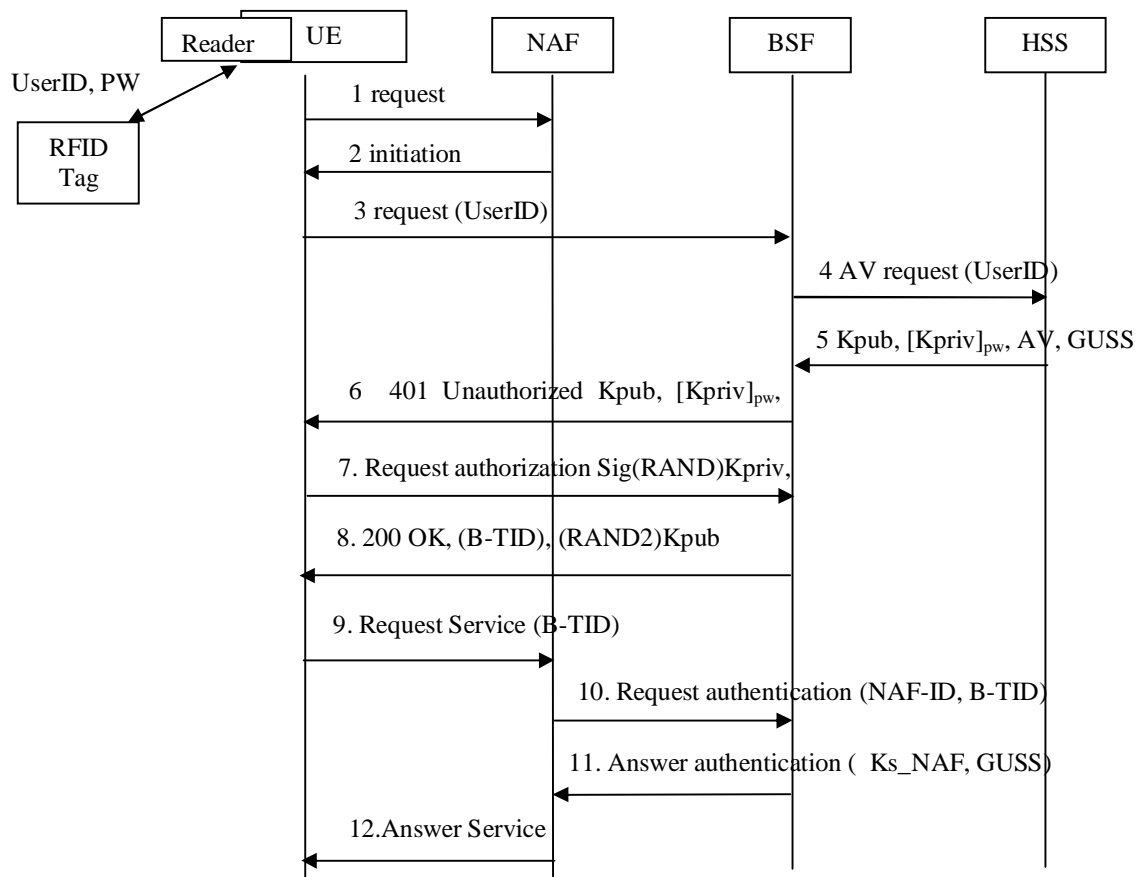 Reader
UE
NAF
BSF
HSS
UserID, PW
RFID
Tag
1 request
2 initiation
3 request (UserID)
4 AV request (UserID)
5 Kpub, [Kpriv]pw, AV, GUSS
6 401 Unauthorized Kpub, [Kpriv]pw,
7. Request authorization Sig(RAND)Kpriv,
8. 200 OK, (B-TID), (RAND2)Kpub
9. Request Service (B-TID)
10. Request authentication (NAF-ID, B-TID)
11. Answer authentication ( Ks_NAF, GUSS)
12.Answer Service